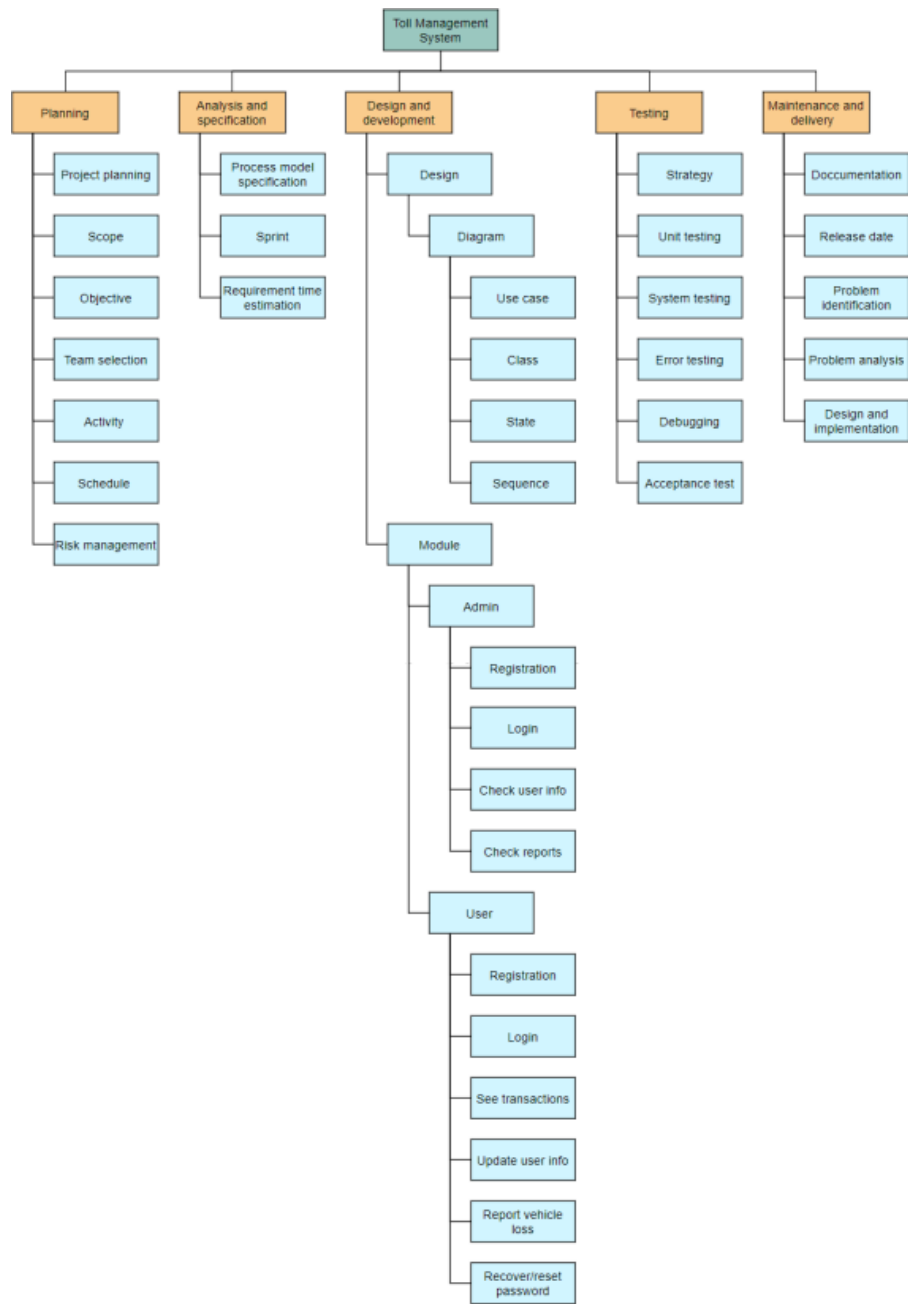 Toll Management
System
Planning
Analysis and
specification
Design and
development
Testing
Maintenance and
delivery
Project planning
Scope
Objective
Team selection
Activity
Schedule
Risk management
Process model
specification
Sprint
Requirement time
estimation
Design
Diagram
Use case
Class
State
Sequence
Module
Admin
Registration
Login
Check user info
Check reports
User
Registration
Login
See transactions
Update user info
Report vehicle
loss
Recover/reset
password
Strategy
Unit testing
System testing
Error testing
Debugging
Acceptance test
Doccumentation
Release date
Problem
identification
Problem analysis
Design and
implementation